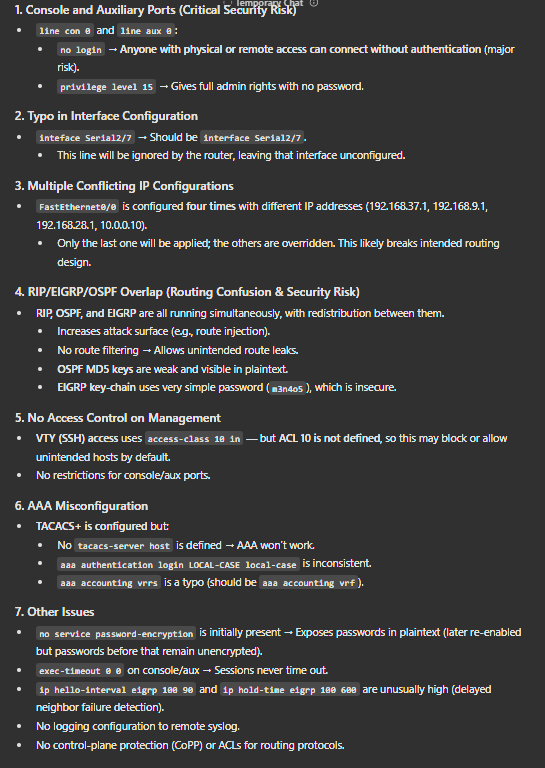 Temporary Chat
1. Console and Auxiliary Ports (Critical Security Risk)
line con 0 and line aux 0:
no login → Anyone with physical or remote access can connect without authentication (major
risk).
privilege level 15 → Gives full admin rights with no password.
2. Typo in Interface Configuration
inteface Serial2/7 → Should be interface Serial2/7.
This line will be ignored by the router, leaving that interface unconfigured.
3. Multiple Conflicting IP Configurations
FastEthernet0/0 is configured four times with different IP addresses (192.168.37.1, 192.168.9.1,
192.168.28.1, 10.0.0.10).
Only the last one will be applied; the others are overridden. This likely breaks intended routing
design.
4. RIP/EIGRP/OSPF Overlap (Routing Confusion & Security Risk)
RIP, OSPF, and EIGRP are all running simultaneously, with redistribution between them.
Increases attack surface (e.g., route injection).
No route filtering → Allows unintended route leaks.
OSPF MD5 keys are weak and visible in plaintext.
EIGRP key-chain uses very simple password (m3n4o5), which is insecure.
5. No Access Control on Management
VTY (SSH) access uses access-class 10 in — but ACL 10 is not defined, so this may block or allow
unintended hosts by default.
No restrictions for console/aux ports.
6. AAA Misconfiguration
TACACS+ is configured but:
No tacacs-server host is defined → AAA won't work.
aaa authentication login LOCAL-CASE local-case is inconsistent.
aaa accounting vrrs is a typo (should be aaa accounting vrf).
7. Other Issues
no service password-encryption is initially present → Exposes passwords in plaintext (later re-enabled
but passwords before that remain unencrypted).
exec-timeout 0 0 on console/aux → Sessions never time out.
ip hello-interval eigrp 100 90 and ip hold-time eigrp 100 600 are unusually high (delayed
neighbor failure detection).
No logging configuration to remote syslog.
No control-plane protection (CoPP) or ACLs for routing protocols.